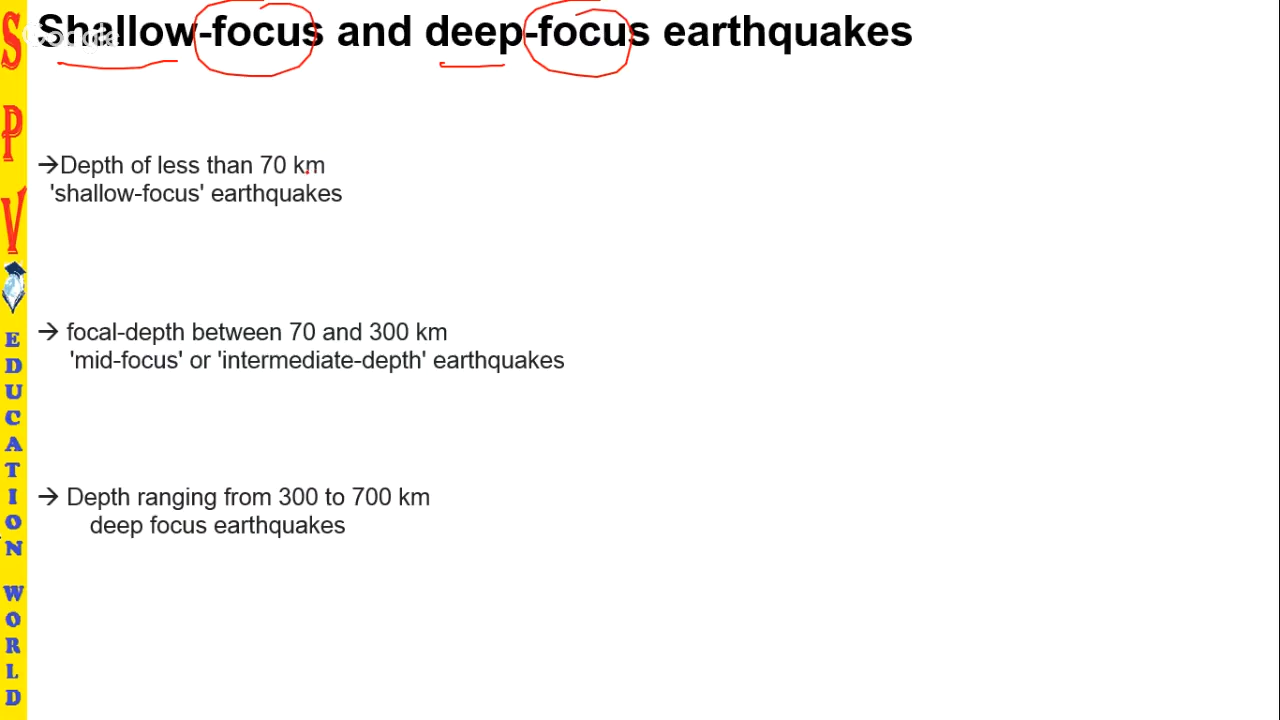 Shallow-focus and deep-focus earthquakes
Google
→Depth of less than 70 km
'shallow-focus' earthquakes
→ focal-depth between 70 and 300 km
'mid-focus' or 'intermediate-depth' earthquakes
→ Depth ranging from 300 to 700 km
deep focus earthquakes
S P V
EDUCATION
WORLD